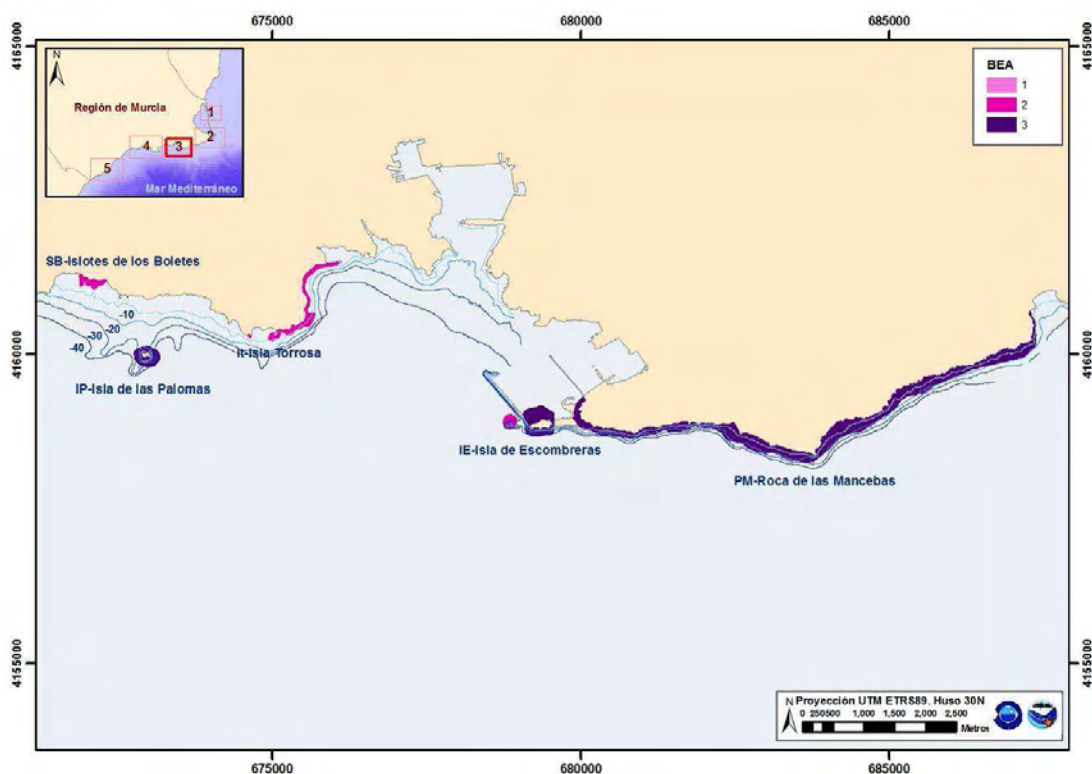 675000
680000
685000
4165000
4165000
N
Región de Murcia
1
2
3
4
5
Mar Mediterráneo
BEA
1
2
3
SB-Islotes de los Boletes
-10
-20
-30
-40
It-Isla Torrosa
IP-Isla de las Palomas
4160000
4160000
IE-Isla de Escombreras
PM-Roca de las Mancebas
4155000
4155000
N
Proyección UTM ETRS89. Huso 30N
0 250500 1,000 1,500 2,000 2,500
Metros
675000
680000
685000